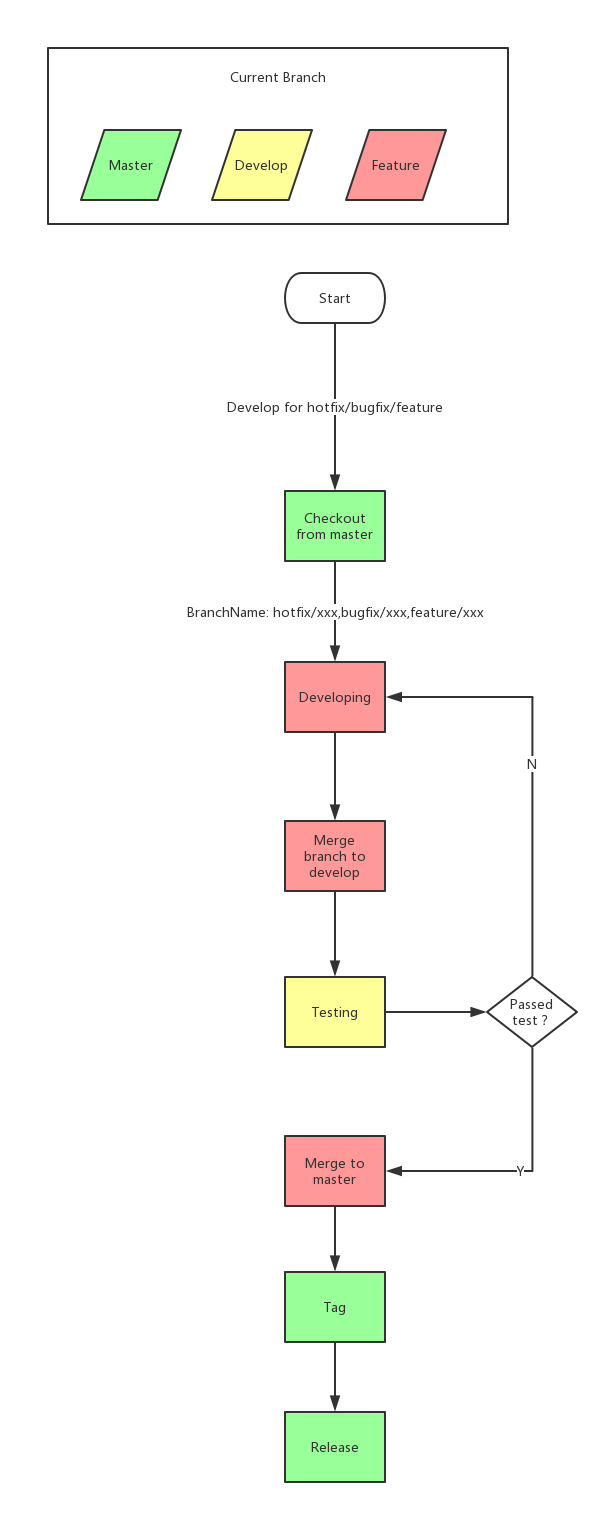 Current Branch
Master
Develop
Feature
Start
Develop for hotfix/bugfix/feature
Checkout
from master
BranchName: hotfix/xxx,bugfix/xxx,feature/xxx
Developing
N
Merge
branch to
develop
Testing
Passed
test ?
Merge to
master
Y
Tag
Release